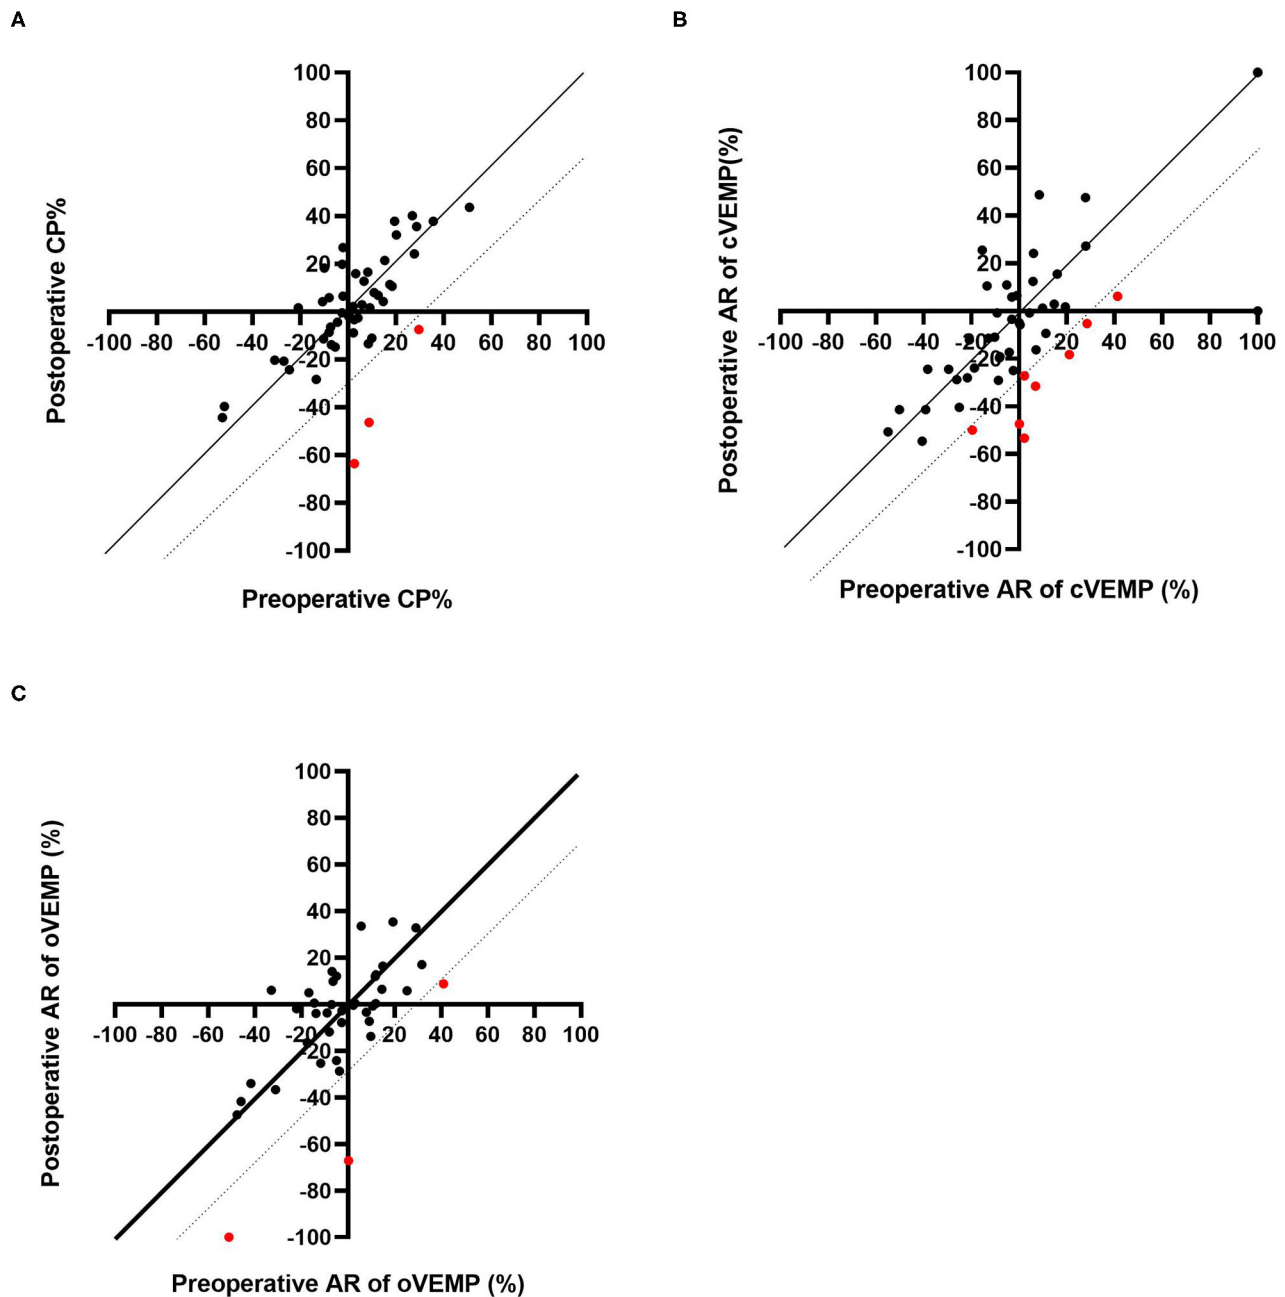 A
B
100
80
60
40
20
-100 -80 -60 -40 -20 20 40 60 80 100
-20
-40
-60
-80
-100
Postoperative CP%
Preoperative CP%
100
80
60
40
20
-100 -80 -60 -40 -20 20 40 60 80 100
-20
-40
-60
-80
-100
Postoperative AR of cVEMP(%)
Preoperative AR of cVEMP (%)
C
100
80
60
40
20
-100 -80 -60 -40 -20 20 40 60 80 100
-20
-40
-60
-80
-100
Postoperative AR of oVEMP (%)
Preoperative AR of oVEMP (%)